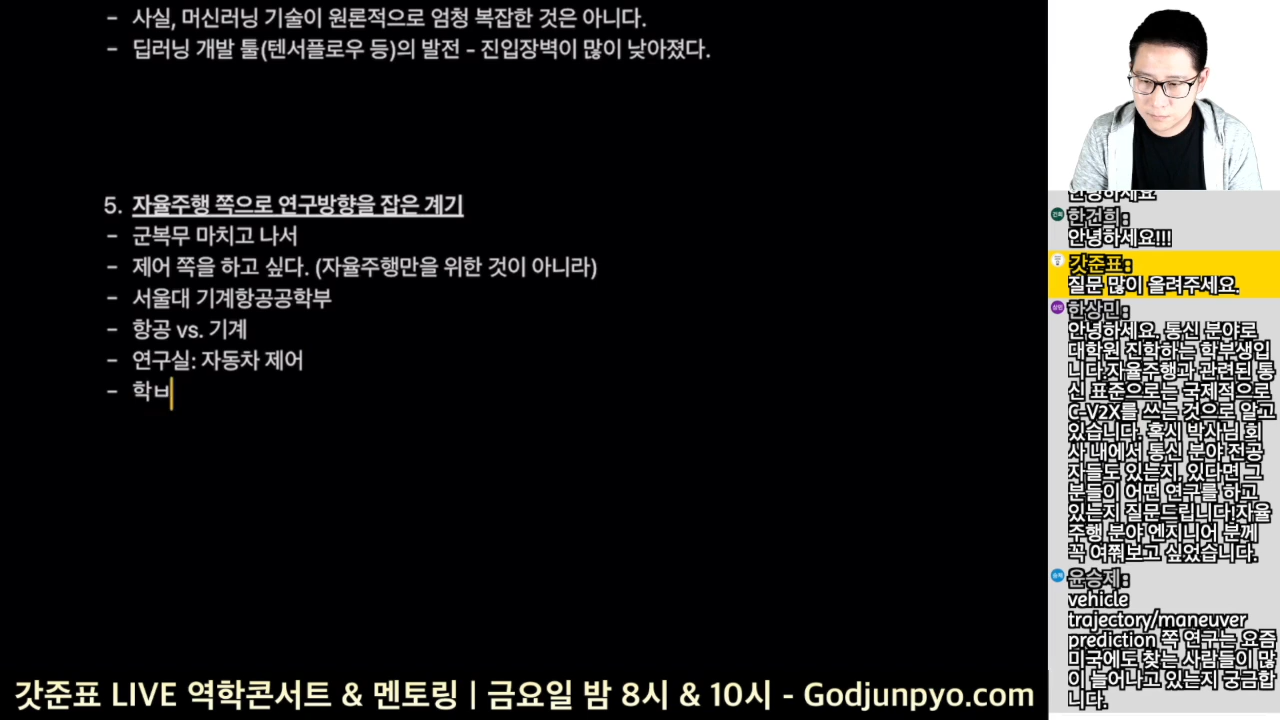 - 사실, 머신러닝 기술이 원론적으로 엄청 복잡한 것은 아니다.
- 딥러닝 개발 툴(텐서플로우 등)의 발전 - 진입장벽이 많이 낮아졌다.
5. 자율주행 쪽으로 연구방향을 잡은 계기
- 군복무 마치고 나서
- 제어 쪽을 하고 싶다. (자율주행만을 위한 것이 아니라)
- 서울대 기계항공공학부
- 항공 vs. 기계
- 연구실: 자동차 제어
- 학ㅂ
안녕하세요
한건희:
안녕하세요!!!
갓준표:
질문 많이 올려주세요.
한상민:
안녕하세요. 통신 분야로
대학원 진학하는 학부생입
니다.자율주행과 관련된 통
신 표준으로는 국제적으로
C-V2X를 쓰는 것으로 알고
있습니다. 혹시 박사님 회
사 내에서 통신 분야 전공
자들도 있는지, 있다면 그
분들이 어떤 연구를 하고
있는지 질문드립니다!자율
주행 분야 엔지니어 분께
꼭 여쭤보고 싶었습니다.
윤승제:
vehicle
trajectory/maneuver
prediction 쪽 연구는 요즘
미국에도 찾는 사람들이 많
이 늘어나고 있는지 궁금합
니다.
갓준표 LIVE 역학콘서트 & 멘토링 | 금요일 밤 8시 & 10시 - Godjunpyo.com